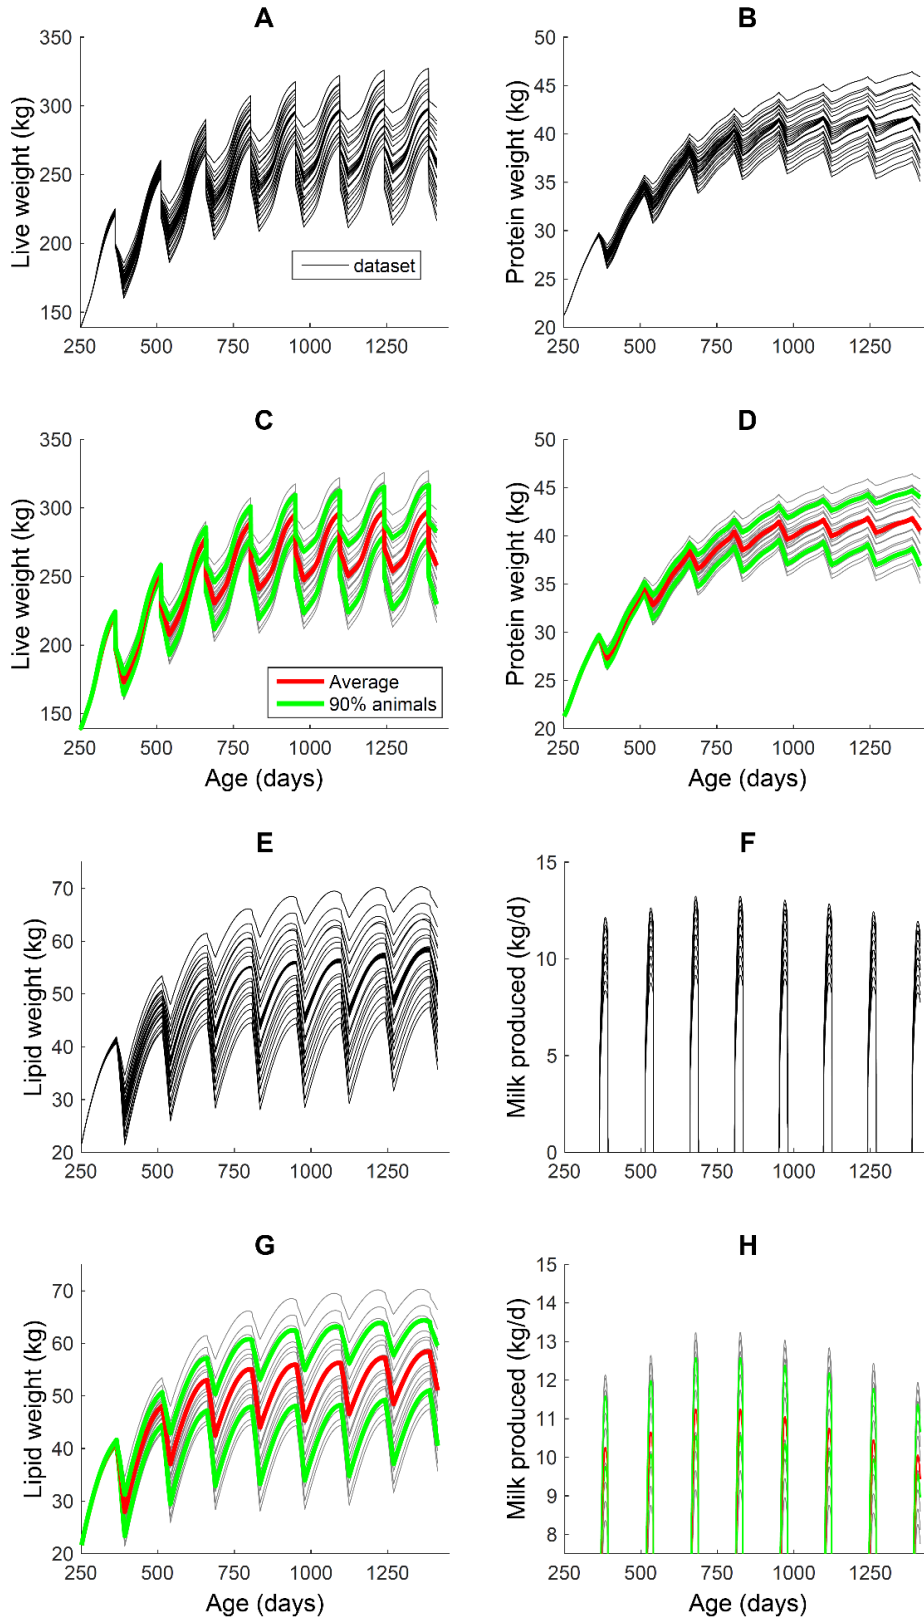 A
350
300
250
200
150
Live weight (kg)
dataset
250 500 750 1000 1250
B
50
45
40
35
30
25
20
Protein weight (kg)
250 500 750 1000 1250
C
350
300
250
200
150
Live weight (kg)
Average
90% animals
250 500 750 1000 1250
Age (days)
D
50
45
40
35
30
25
20
Protein weight (kg)
250 500 750 1000 1250
Age (days)
E
70
60
50
40
30
20
Lipid weight (kg)
250 500 750 1000 1250
F
15
10
5
0
Milk produced (kg/d)
250 500 750 1000 1250
G
70
60
50
40
30
20
Lipid weight (kg)
250 500 750 1000 1250
Age (days)
H
15
14
13
12
11
10
9
8
Milk produced (kg/d)
250 500 750 1000 1250
Age (days)